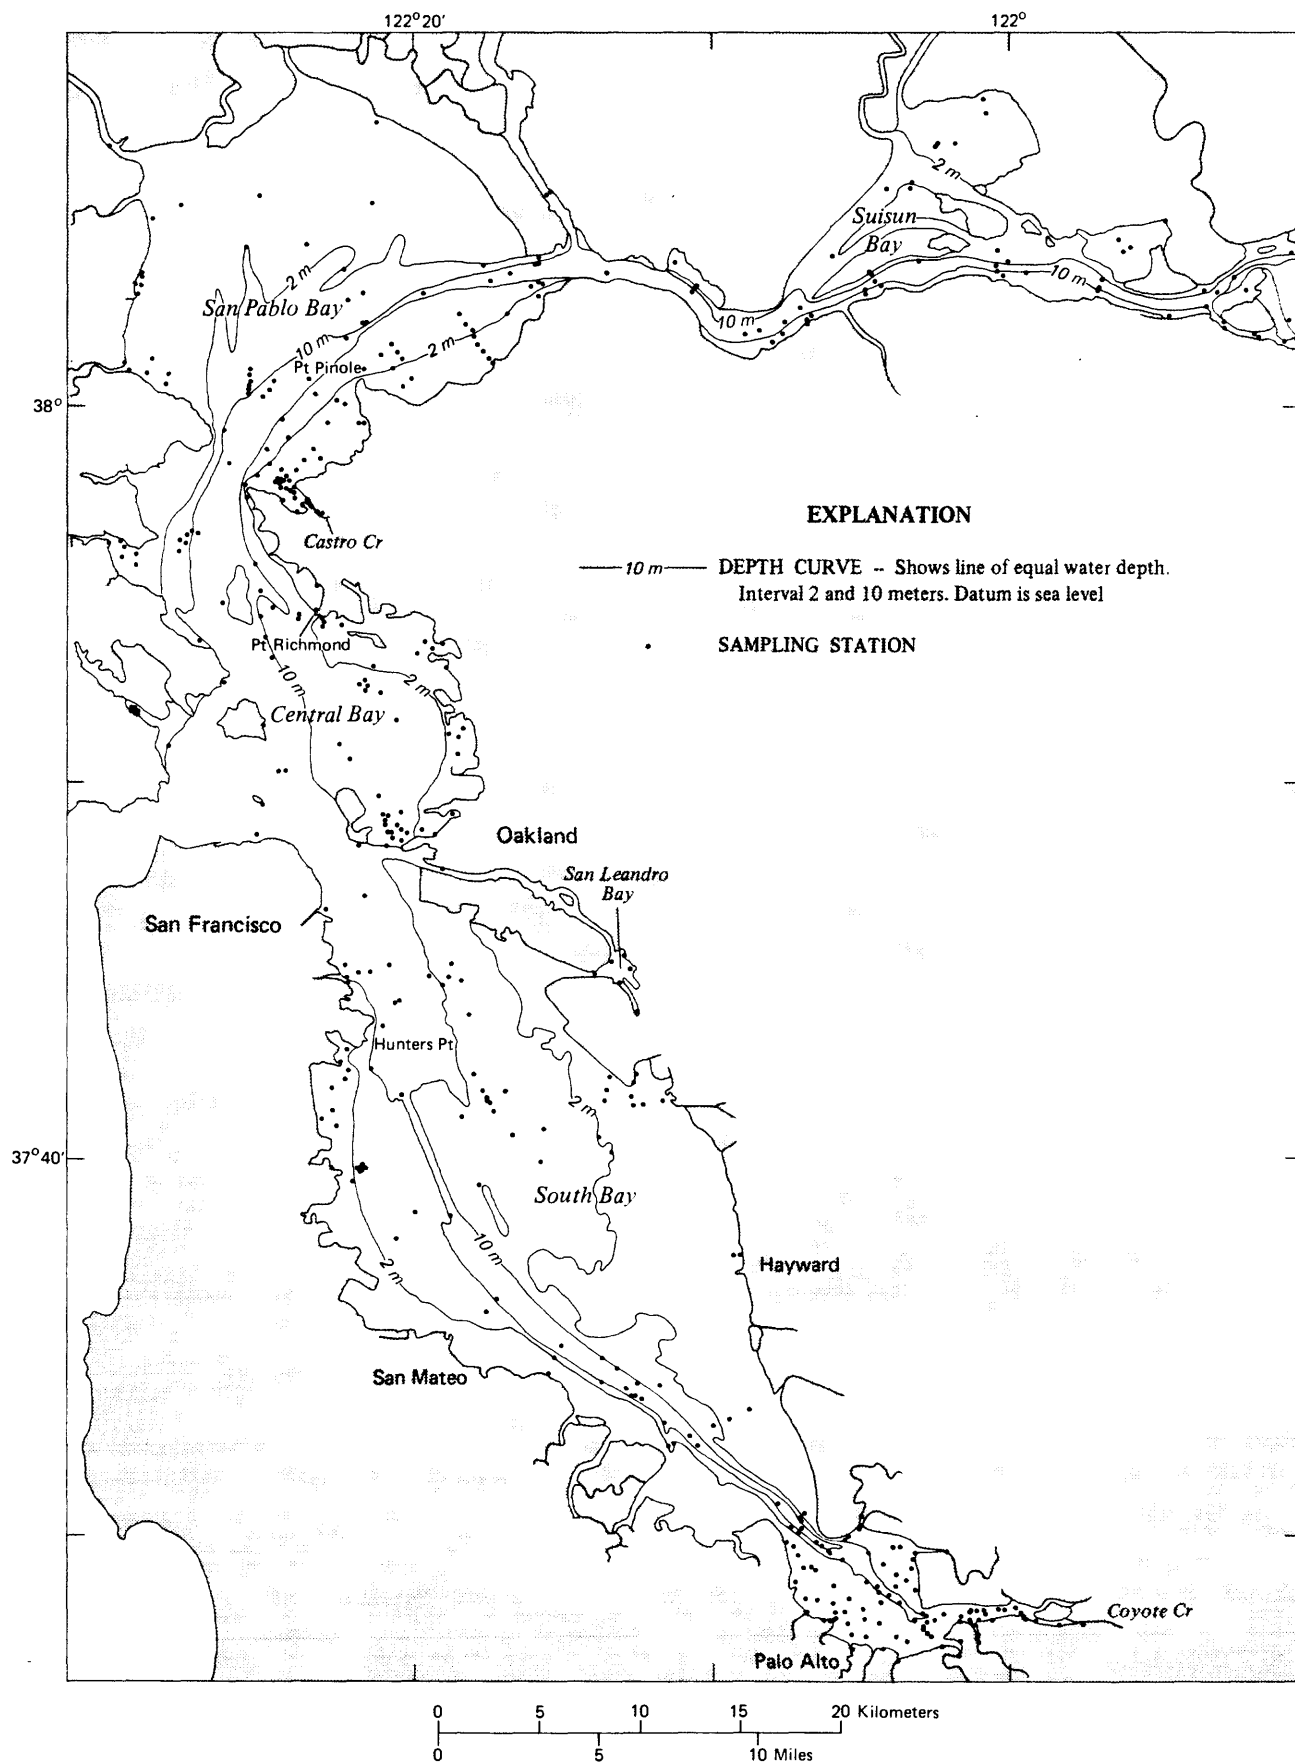 122°20′
122°
2 m
Suisun
Bay
2 m
San Pablo Bay
10 m
10 m
10 m
2 m
Pt Pinole
38°
EXPLANATION
Castro Cr
10 m
DEPTH CURVE -- Shows line of equal water depth.
Interval 2 and 10 meters. Datum is sea level
Pt Richmond
SAMPLING STATION
10 m
2 m
Central Bay
Oakland
San Leandro
Bay
San Francisco
Hunters Pt
2 m
37°40′
South Bay
10 m
2 m
Hayward
San Mateo
Coyote Cr
Palo Alto
0 5 10 15 20 Kilometers
0 5 10 Miles